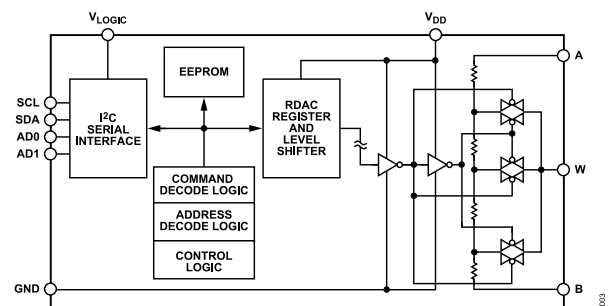 VLOGIC
VDD
A
EEPROM
RDAC
REGISTER
AND
LEVEL
SHIFTER
SCL
SDA
AD0
AD1
I2C
SERIAL
INTERFACE
W
COMMAND
DECODE LOGIC
ADDRESS
DECODE LOGIC
CONTROL
LOGIC
GND
B
003